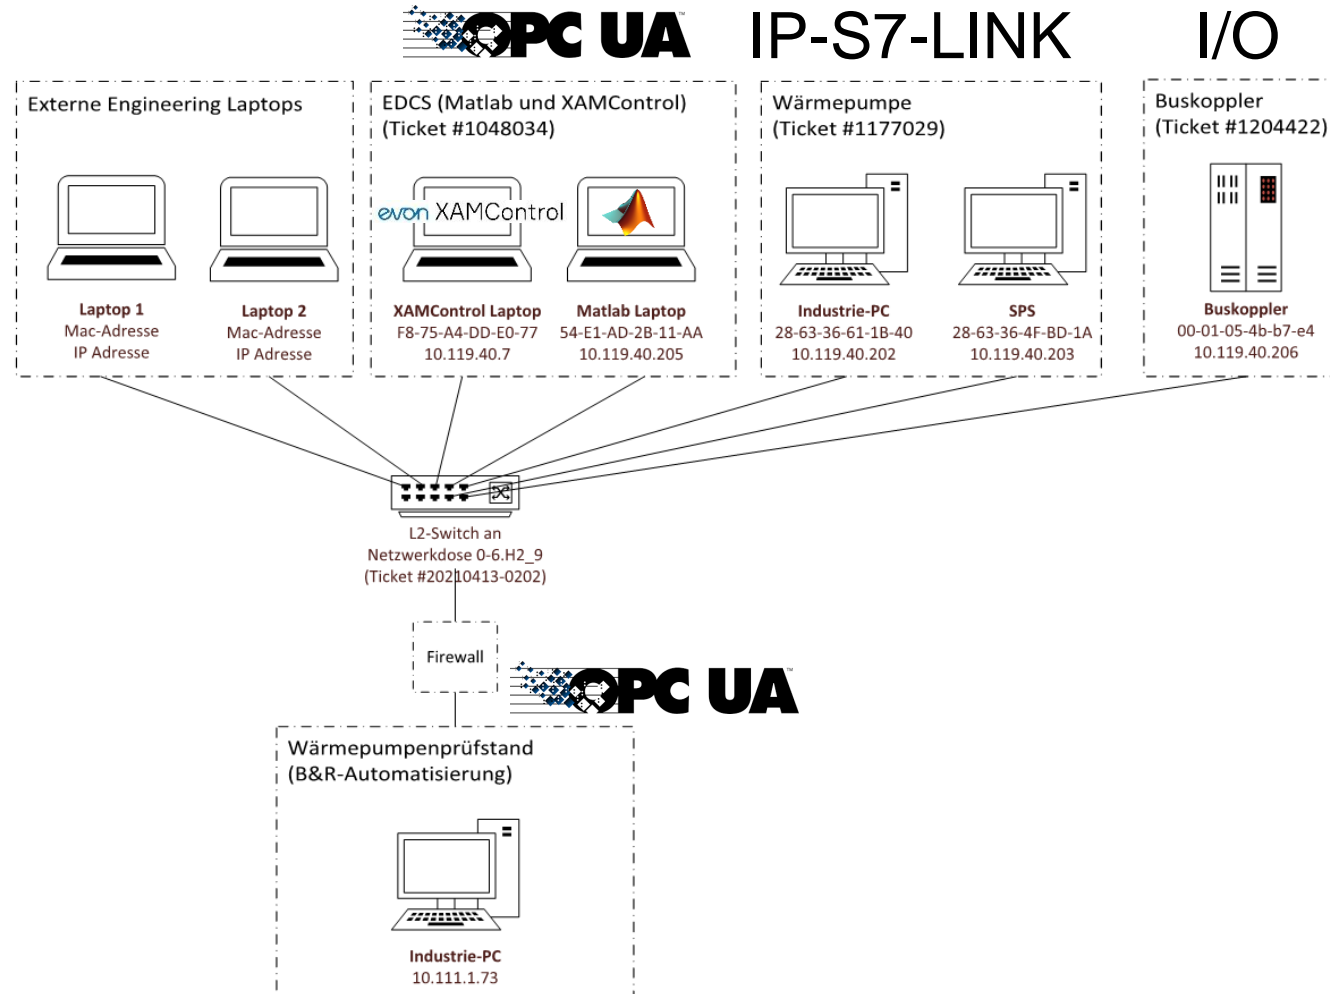 OPC UA
IP-S7-LINK
I/O
Externe Engineering Laptops
Laptop 1
Mac-Adresse
IP Adresse
Laptop 2
Mac-Adresse
IP Adresse
EDCS (Matlab und XAMControl)
(Ticket #1048034)
evon XAMControl
XAMControl Laptop
F8-75-A4-DD-E0-77
10.119.40.7
Matlab Laptop
54-E1-AD-2B-11-AA
10.119.40.205
Wärmepumpe
(Ticket #1177029)
Industrie-PC
28-63-36-61-1B-40
10.119.40.202
SPS
28-63-36-4F-BD-1A
10.119.40.203
Buskoppler
(Ticket #1204422)
Buskoppler
00-01-05-4b-b7-e4
10.119.40.206
L2-Switch an
Netzwerkdose 0-6.H2_9
(Ticket #20210413-0202)
Firewall
OPC UA
Wärmepumpenprüfstand
(B&R-Automatisierung)
Industrie-PC
10.111.1.73